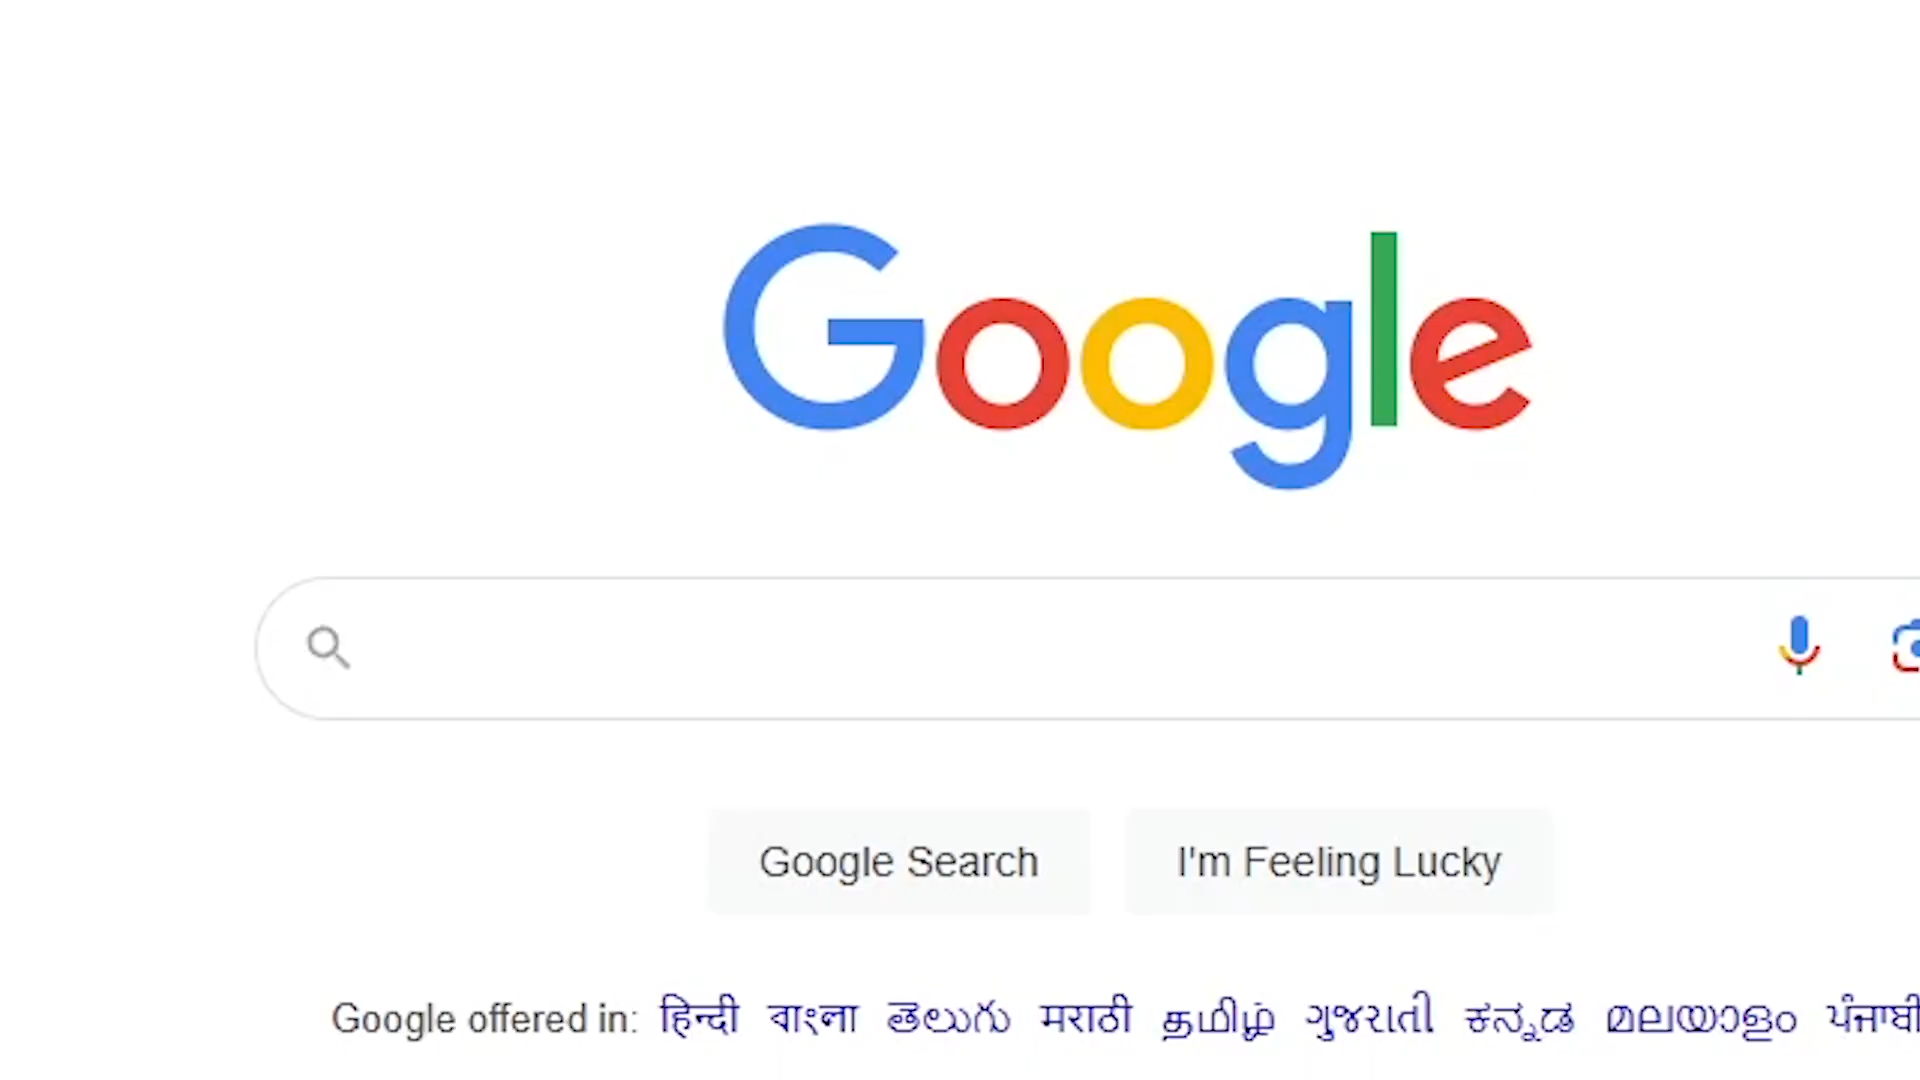 Google
Google Search I'm Feeling Lucky
Google offered in: हिन्दी বাংলা తెలుగు मराठी தமிழ் ગુજરાતી ಕನ್ನಡ മലയാളം ਪੰਜਾਬੀ